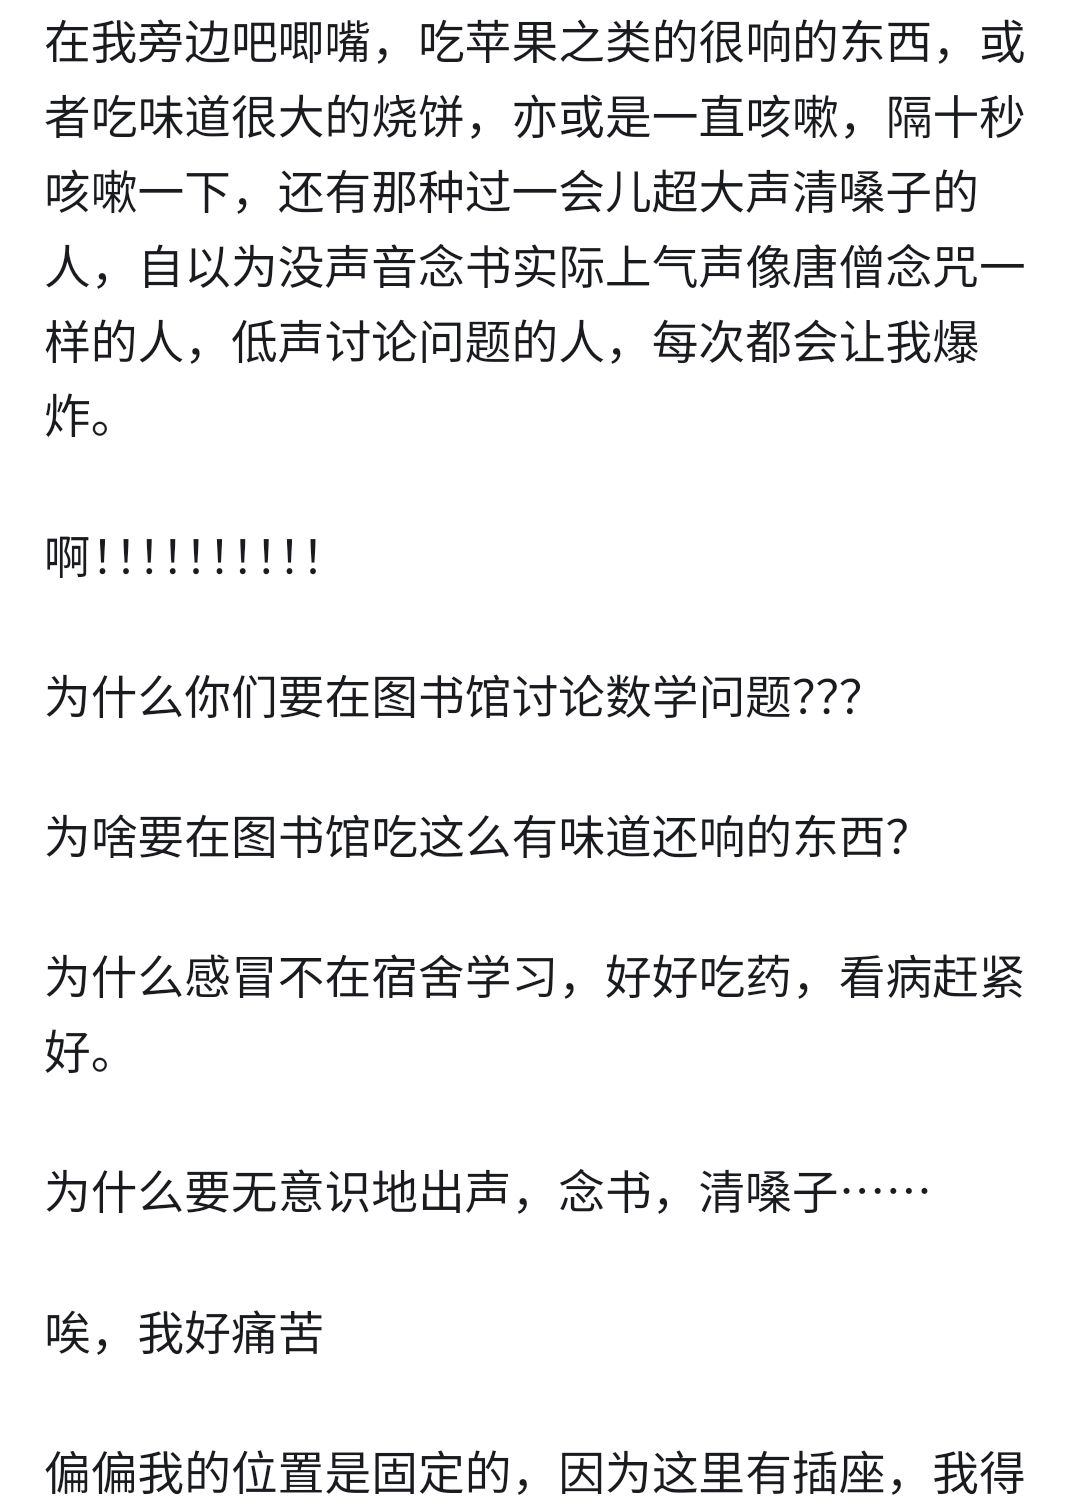 在我旁边吧唧嘴，吃苹果之类的很响的东西，或
者吃味道很大的烧饼，亦或是一直咳嗽，隔十秒
咳嗽一下，还有那种过一会儿超大声清嗓子的
人，自以为没声音念书实际上气声像唐僧念咒一
样的人，低声讨论问题的人，每次都会让我爆
炸。
啊！！！！！！！！！！
为什么你们要在图书馆讨论数学问题？？？
为啥要在图书馆吃这么有味道还响的东西？
为什么感冒不在宿舍学习，好好吃药，看病赶紧
好。
为什么要无意识地出声，念书，清嗓子……
唉，我好痛苦
偏偏我的位置是固定的，因为这里有插座，我得